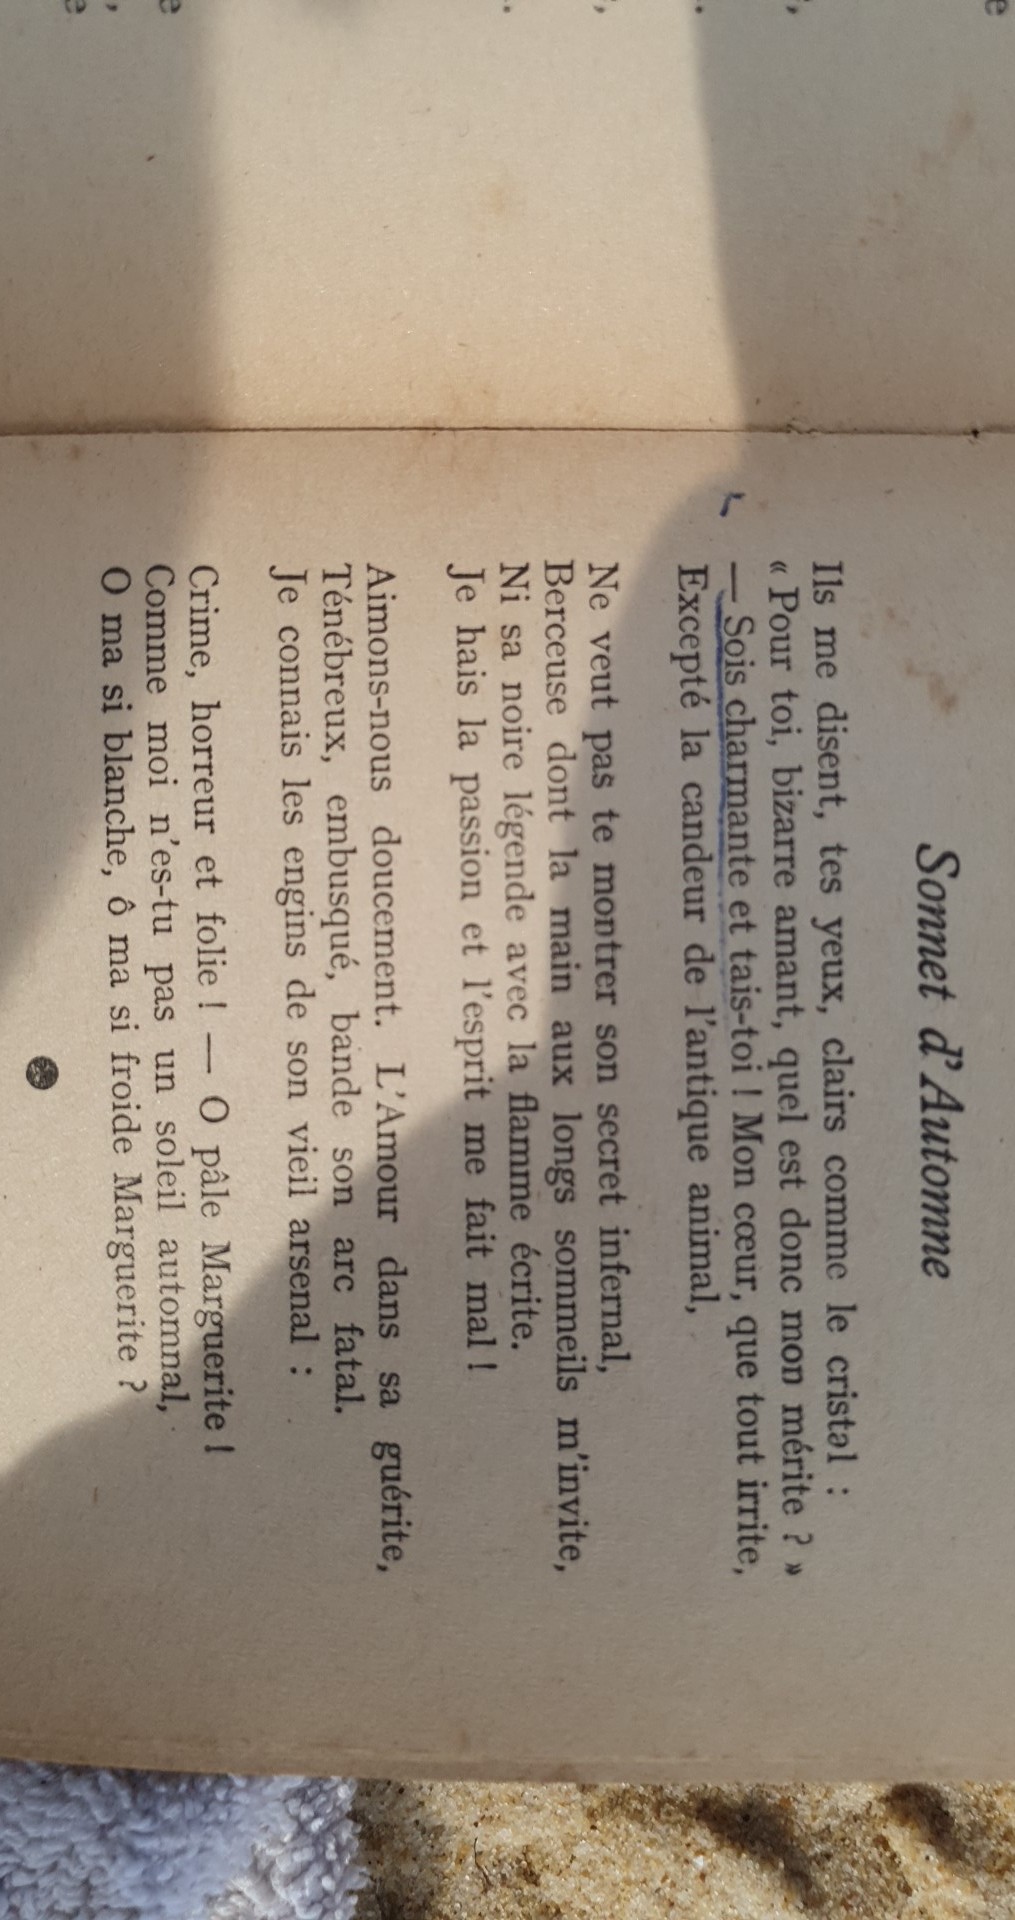 Sonnet d'Automne
Ils me disent, tes yeux, clairs comme le cristal :
« Pour toi, bizarre amant, quel est donc mon mérite ? »
— Sois charmante et tais-toi ! Mon cœur, que tout irrite,
Excepté la candeur de l'antique animal,
Ne veut pas te montrer son secret infernal,
Berceuse dont la main aux longs sommeils m'invite,
Ni sa noire légende avec la flamme écrite.
Je hais la passion et l'esprit me fait mal !
Aimons-nous doucement. L'Amour dans sa guérite,
Ténébreux, embusqué, bande son arc fatal.
Je connais les engins de son vieil arsenal :
Crime, horreur et folie ! — O pâle Marguerite !
Comme moi n'es-tu pas un soleil automnal,
O ma si blanche, ô ma si froide Marguerite ?